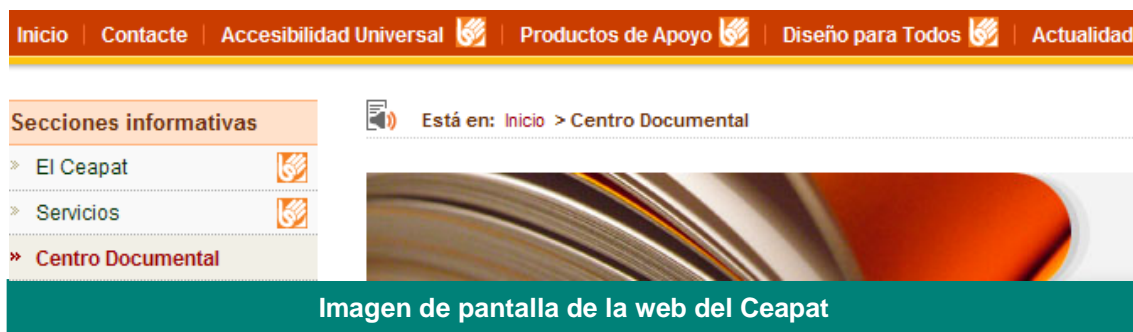 Inicio | Contacte | Accesibilidad Universal | Productos de Apoyo | Diseño para Todos | Actualidad
Secciones informativas
Está en: Inicio > Centro Documental
» El Ceapat
» Servicios
» Centro Documental
Imagen de pantalla de la web del Ceapat